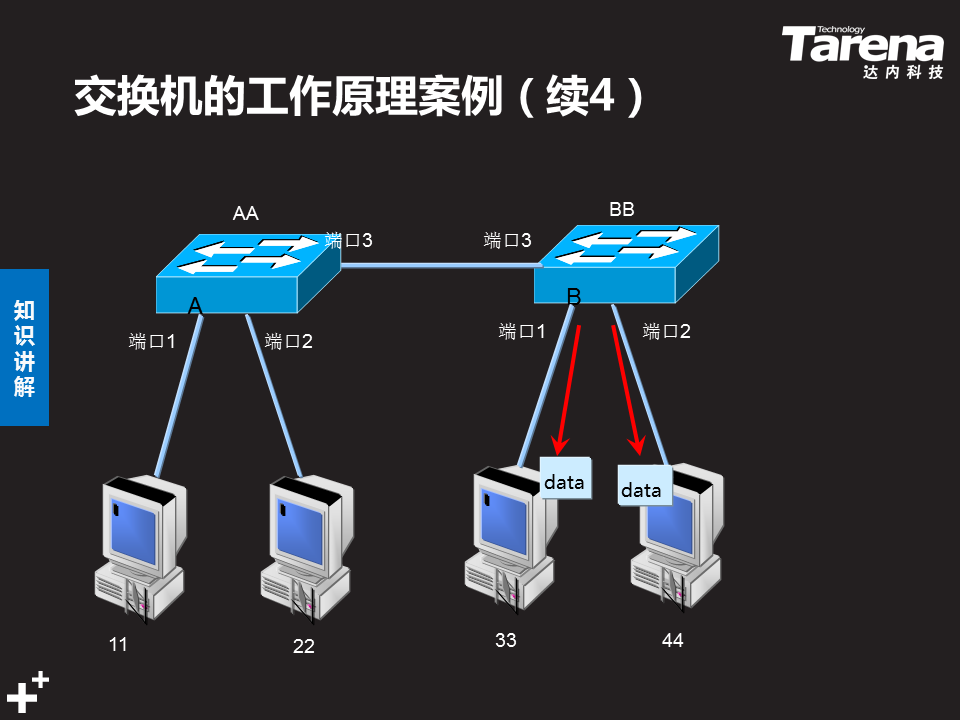 Technology
Tarena
达内科技
交换机的工作原理案例（续4）
AA
BB
端口3
端口3
A
B
端口1
端口2
端口1
端口2
知
识
讲
解
data
data
11
22
33
44